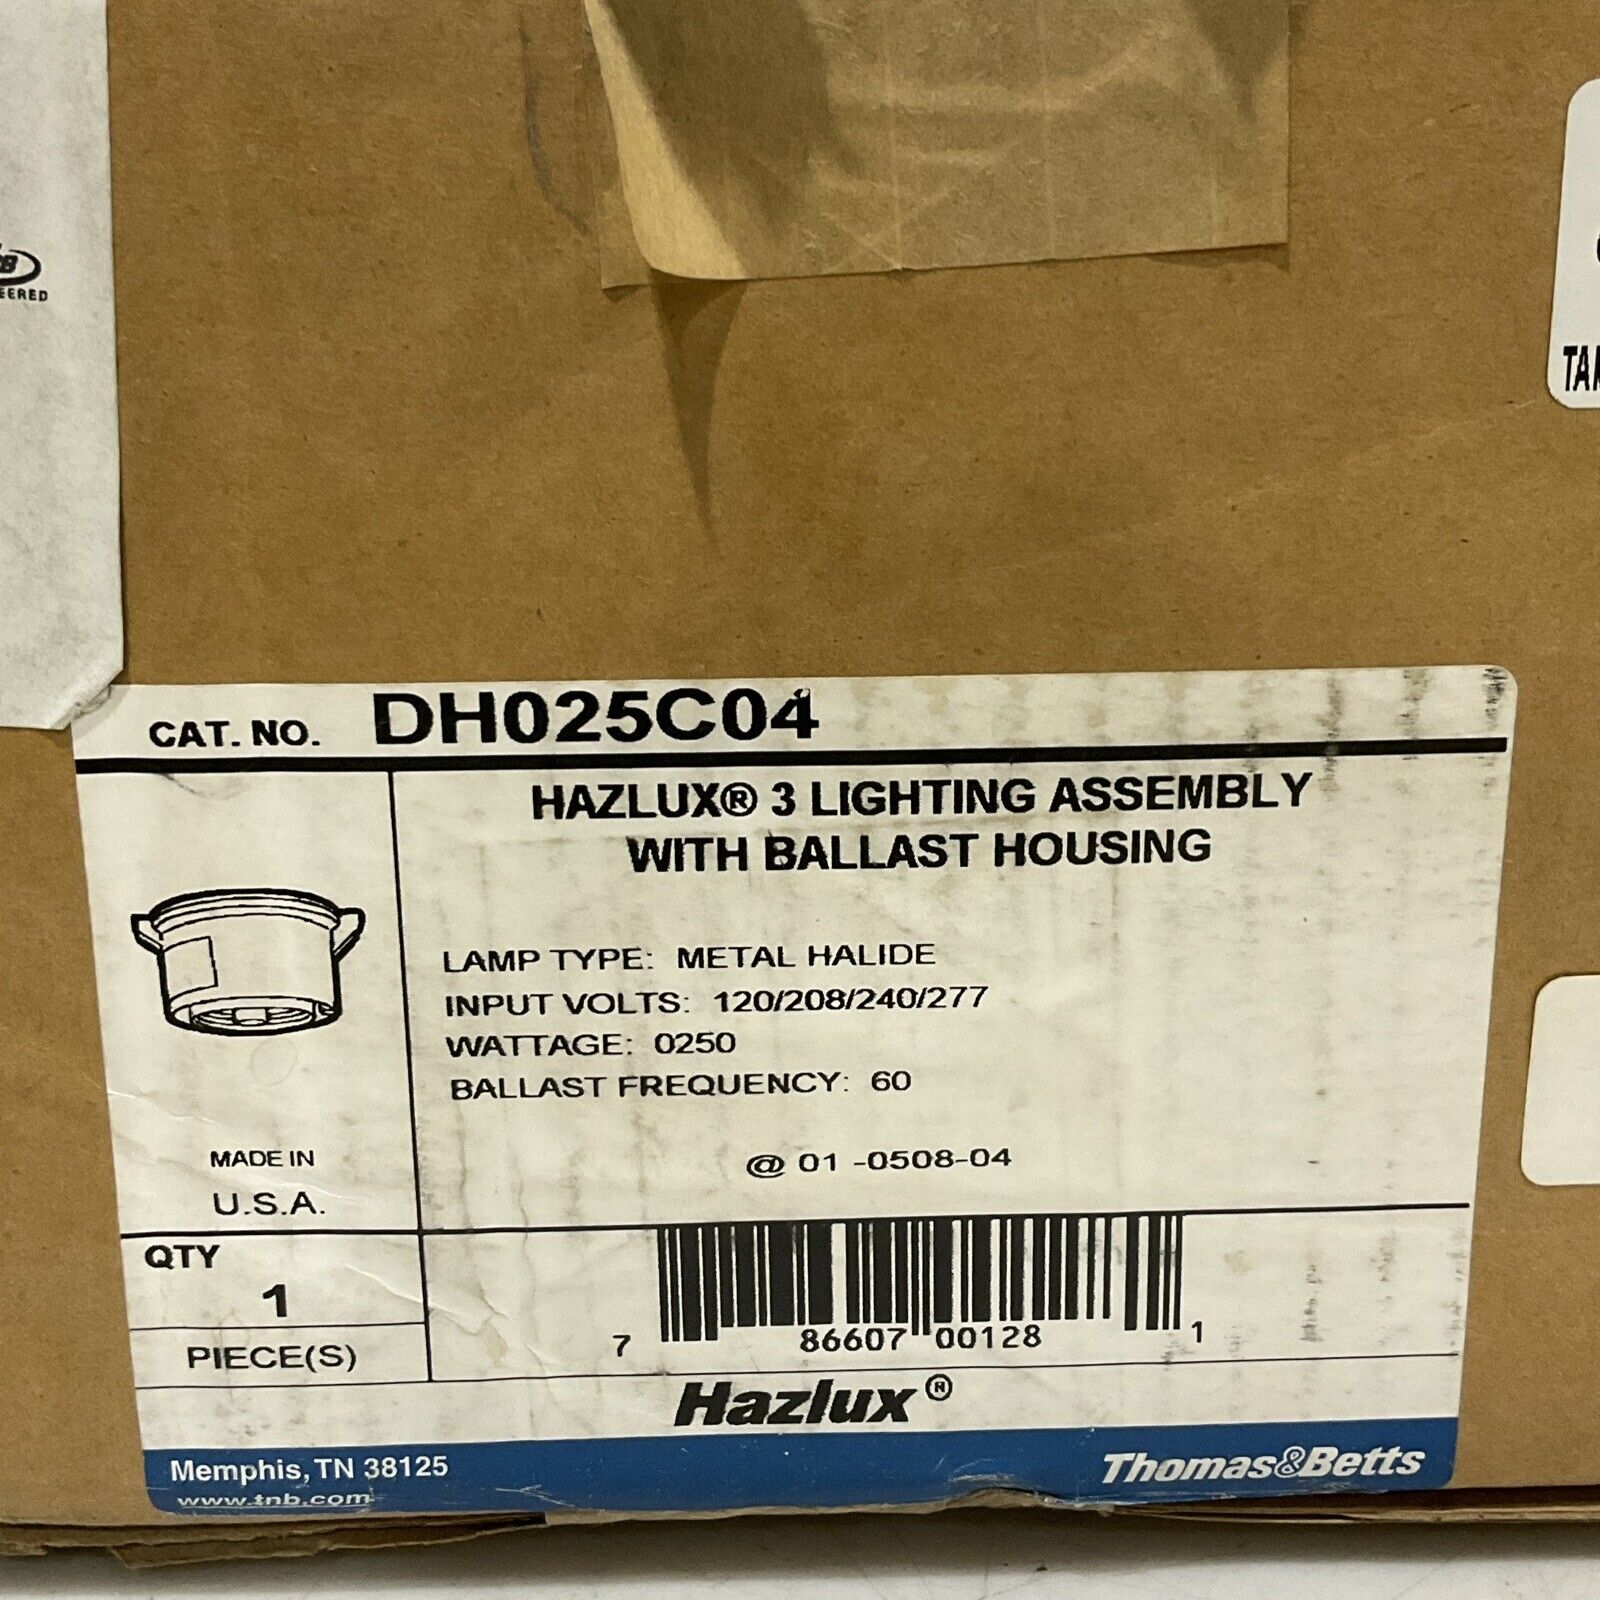 CAT. NO. DH025C04
HAZLUX® 3 LIGHTING ASSEMBLY
WITH BALLAST HOUSING
LAMP TYPE: METAL HALIDE
INPUT VOLTS: 120/208/240/277
WATTAGE: 0250
BALLAST FREQUENCY: 60
@ 01 -0508-04
MADE IN
U.S.A.
QTY
1
PIECE(S)
7 86607 00128 1
Hazlux®
Memphis, TN 38125
www.tnb.com
Thomas&Betts